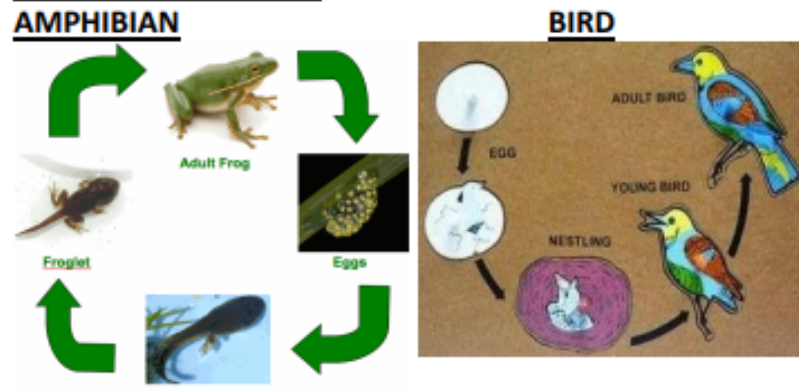 AMPHIBIAN
Adult Frog
Eggs
Froglet
BIRD
EGG
NESTLING
YOUNG BIRD
ADULT BIRD